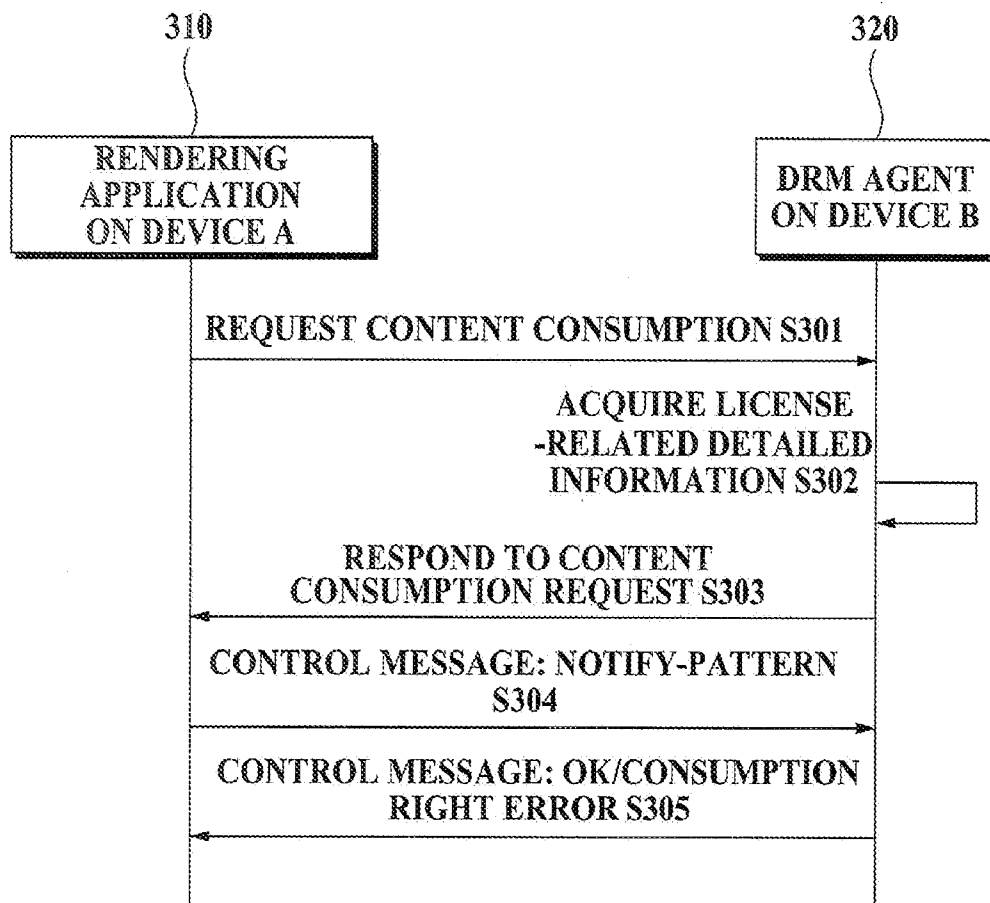 310
320
RENDERING
APPLICATION
ON DEVICE A
DRM AGENT
ON DEVICE B
REQUEST CONTENT CONSUMPTION S301
ACQUIRE LICENSE
-RELATED DETAILED
INFORMATION S302
RESPOND TO CONTENT
CONSUMPTION REQUEST S303
CONTROL MESSAGE: NOTIFY-PATTERN
S304
CONTROL MESSAGE: OK/CONSUMPTION
RIGHT ERROR S305